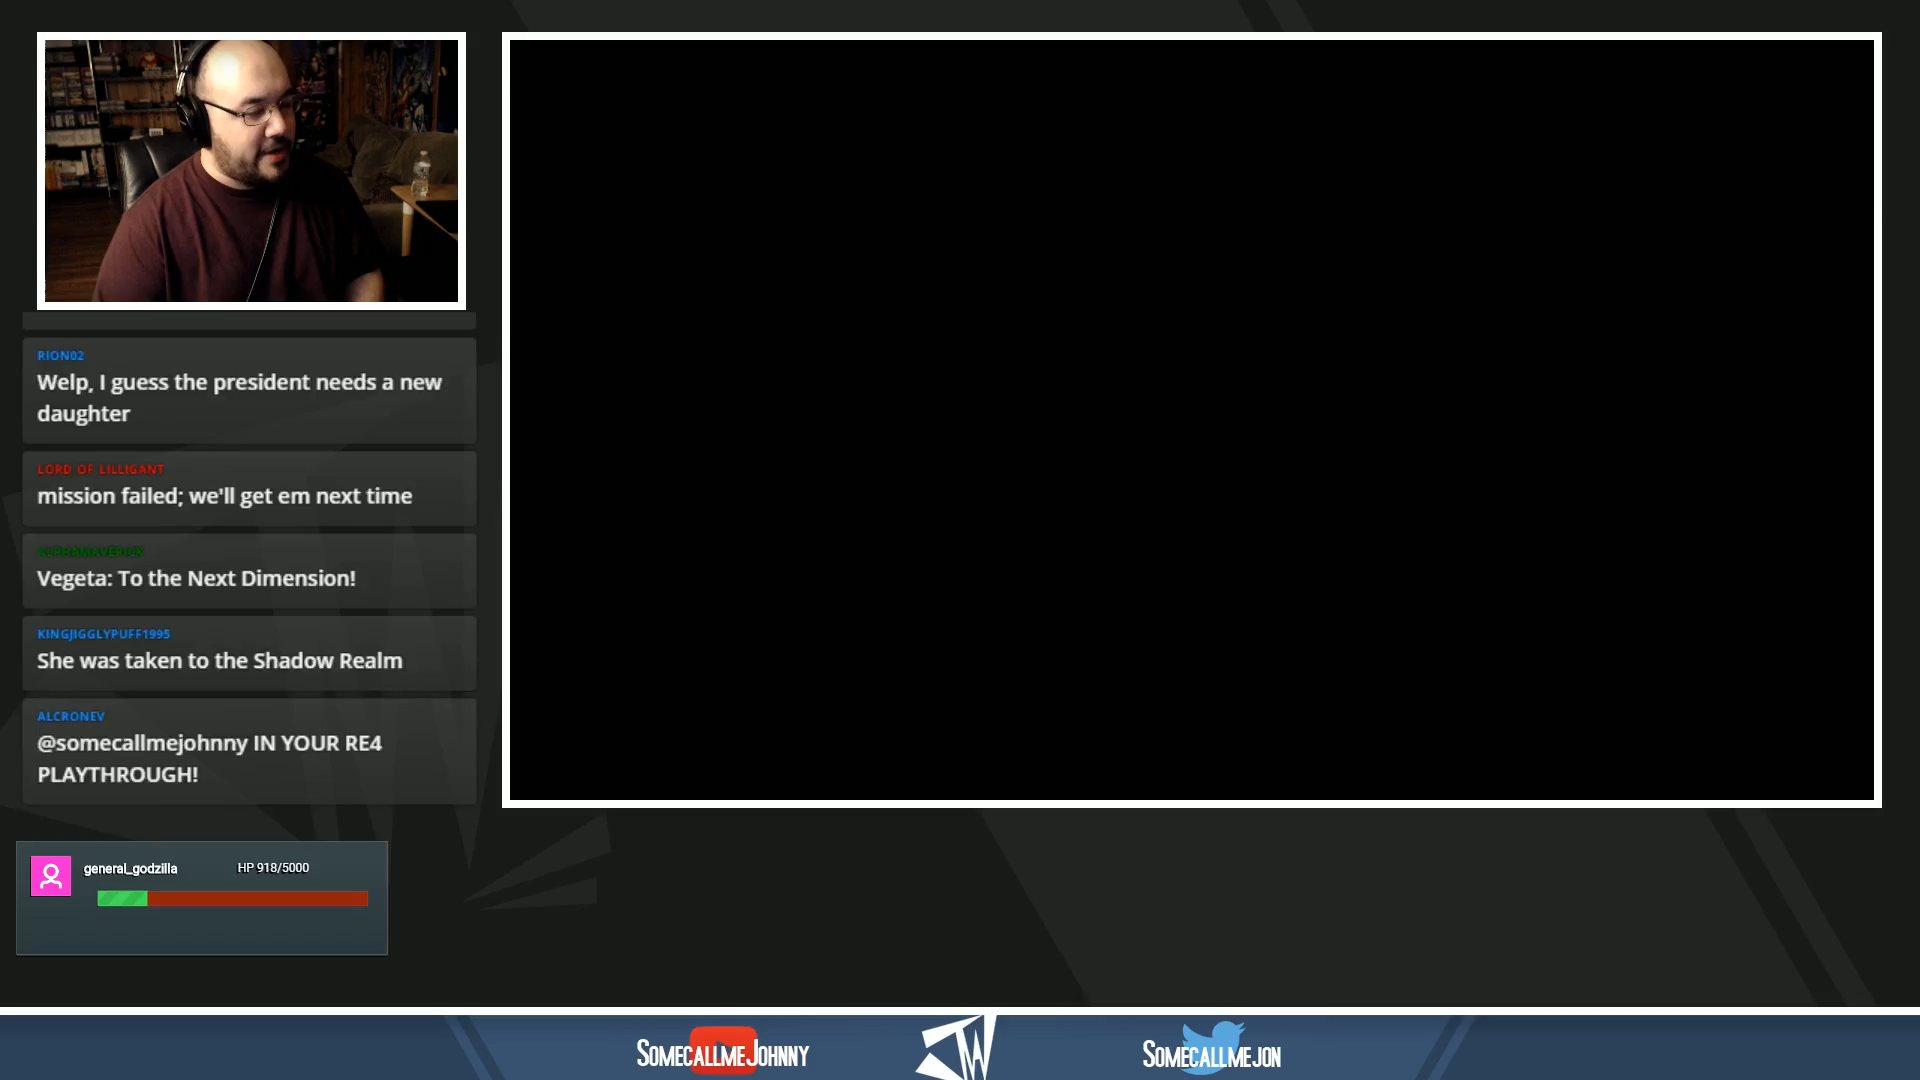 RION02
Welp, I guess the president needs a new
daughter
LORD OF LILLIGANT
mission failed; we'll get em next time
ALPHAMAVERICK
Vegeta: To the Next Dimension!
KINGJIGGLYPUFF1995
She was taken to the Shadow Realm
ALCRONEV
@somecallmejohnny IN YOUR RE4
PLAYTHROUGH!
general_godzilla HP 918/5000
SOMECALLMEJOHNNY
SOMECALLMEJON